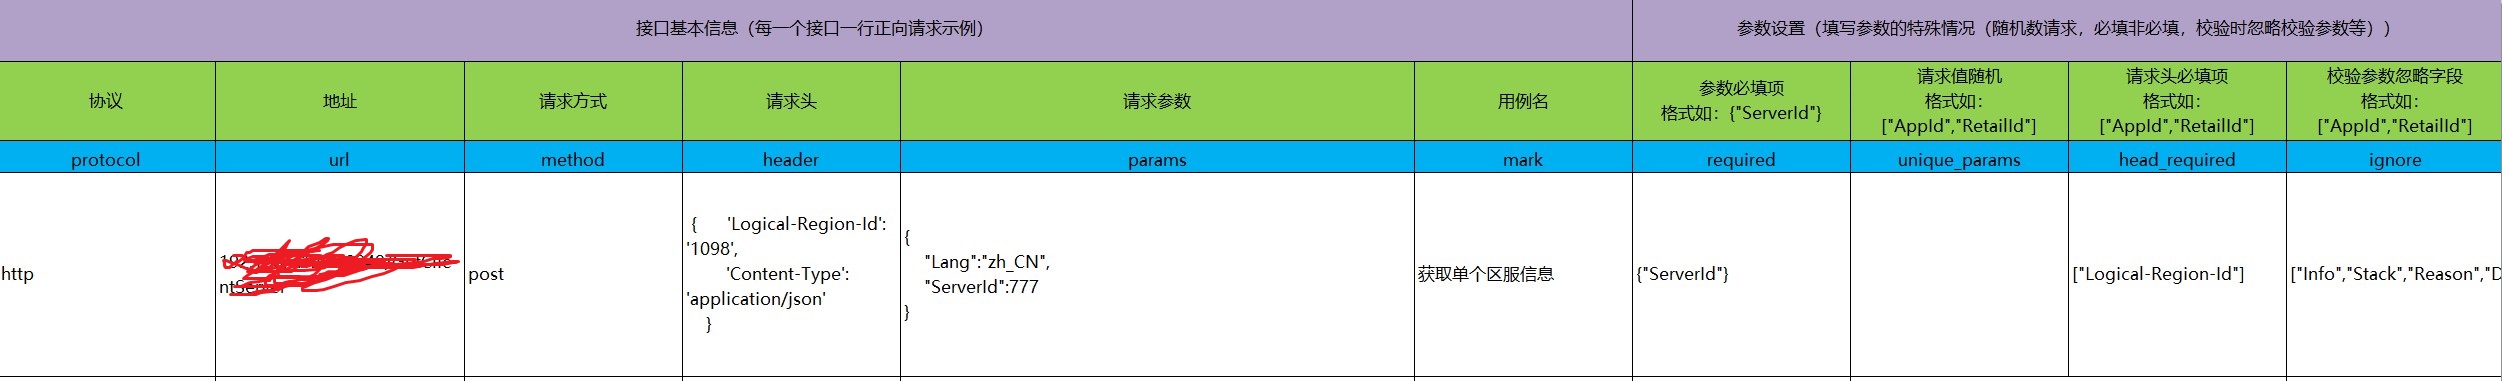 接口基本信息（每一个接口一行正向请求示例）
参数设置（填写参数的特殊情况（随机数请求，必填非必填，校验时忽略校验参数等））
协议
地址
请求方式
请求头
请求参数
用例名
参数必填项
格式如：{"ServerId"}
请求值随机
格式如：
["AppId","RetailId"]
请求头必填项
格式如：
["AppId","RetailId"]
校验参数忽略字段
格式如：
["AppId","RetailId"]
protocol
url
method
header
params
mark
required
unique_params
head_required
ignore
http
post
{ 'Logical-Region-Id':
'1098',
'Content-Type':
'application/json'
}
{
"Lang":"zh_CN",
"ServerId":777
}
获取单个区服信息
{"ServerId"}
["Logical-Region-Id"]
["Info","Stack","Reason","D